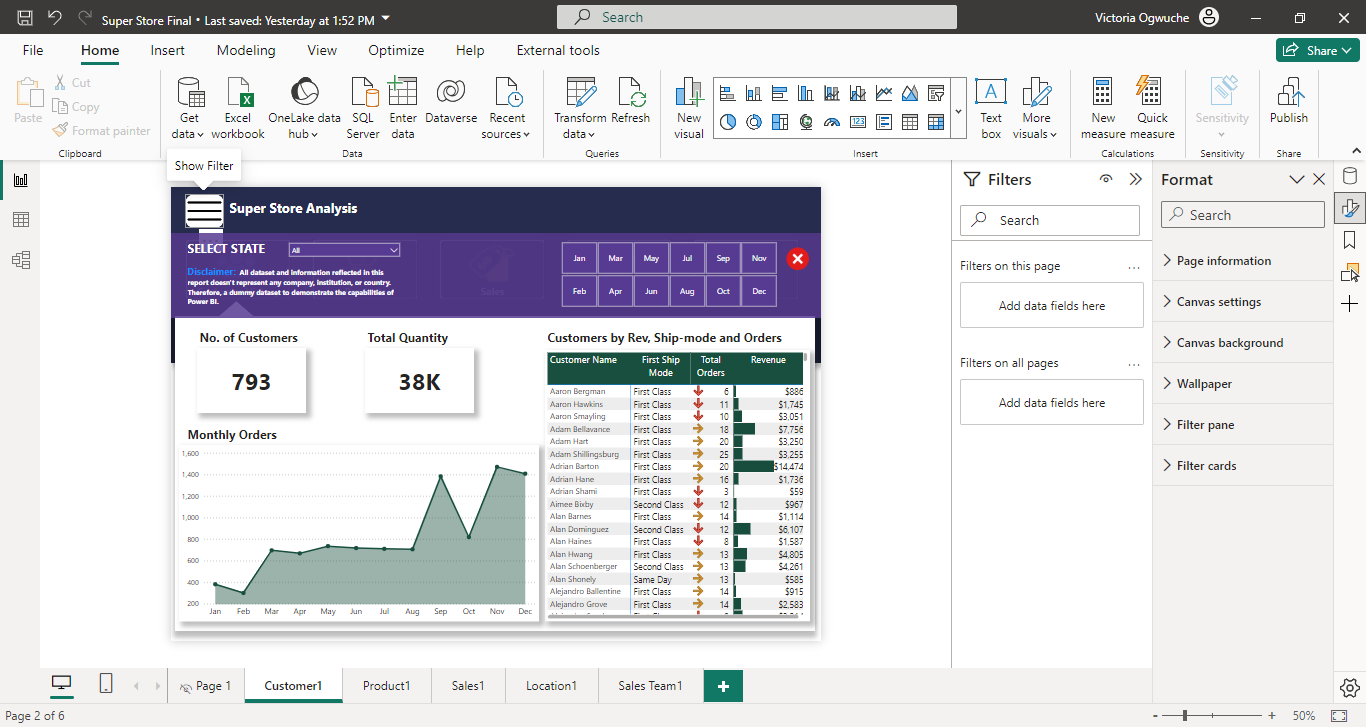 Super Store Final • Last saved: Yesterday at 1:52 PM
Search
Victoria Ogwuche
File Home Insert Modeling View Optimize Help External tools
Share
Paste
Cut
Copy
Format painter
Get data
Excel workbook
OneLake data hub
SQL Server
Enter data
Dataverse
Recent sources
Transform data
Refresh
New visual
Text box
More visuals
New measure
Quick measure
Sensitivity
Publish
Clipboard Data Queries Insert Calculations Sensitivity Share
Show Filter
Super Store Analysis
SELECT STATE
All
Disclaimer: All dataset and information reflected in this
report doesn't represent any company, institution, or country.
Therefore, a dummy dataset to demonstrate the capabilities of
Power BI.
Sales
Jan Mar May Jul Sep Nov
Feb Apr Jun Aug Oct Dec
No. of Customers
793
Total Quantity
38K
Monthly Orders
1,600
1,400
1,200
1,000
800
600
400
200
Jan Feb Mar Apr May Jun Jul Aug Sep Oct Nov Dec
Customers by Rev, Ship-mode and Orders
Customer Name First Ship Mode Total Orders Revenue
Aaron Bergman First Class 6 $886
Aaron Hawkins First Class 11 $1,745
Aaron Smayling First Class 10 $3,051
Adam Bellavance First Class 18 $7,756
Adam Hart First Class 20 $3,250
Adam Shillingsburg First Class 25 $3,255
Adrian Barton First Class 20 $14,474
Adrian Hane First Class 16 $1,736
Adrian Shami First Class 3 $59
Aimee Bixby Second Class 12 $967
Alan Barnes First Class 14 $1,114
Alan Dominguez Second Class 12 $6,107
Alan Haines First Class 8 $1,587
Alan Hwang First Class 13 $4,805
Alan Schoenberger Second Class 13 $4,261
Alan Shonely Same Day 13 $585
Alejandro Ballentine First Class 14 $915
Alejandro Grove First Class 14 $2,583
Filters
Search
Filters on this page
Add data fields here
Filters on all pages
Add data fields here
Format
Search
Page information
Canvas settings
Canvas background
Wallpaper
Filter pane
Filter cards
Page 1 Customer1 Product1 Sales1 Location1 Sales Team1
Page 2 of 6
50%